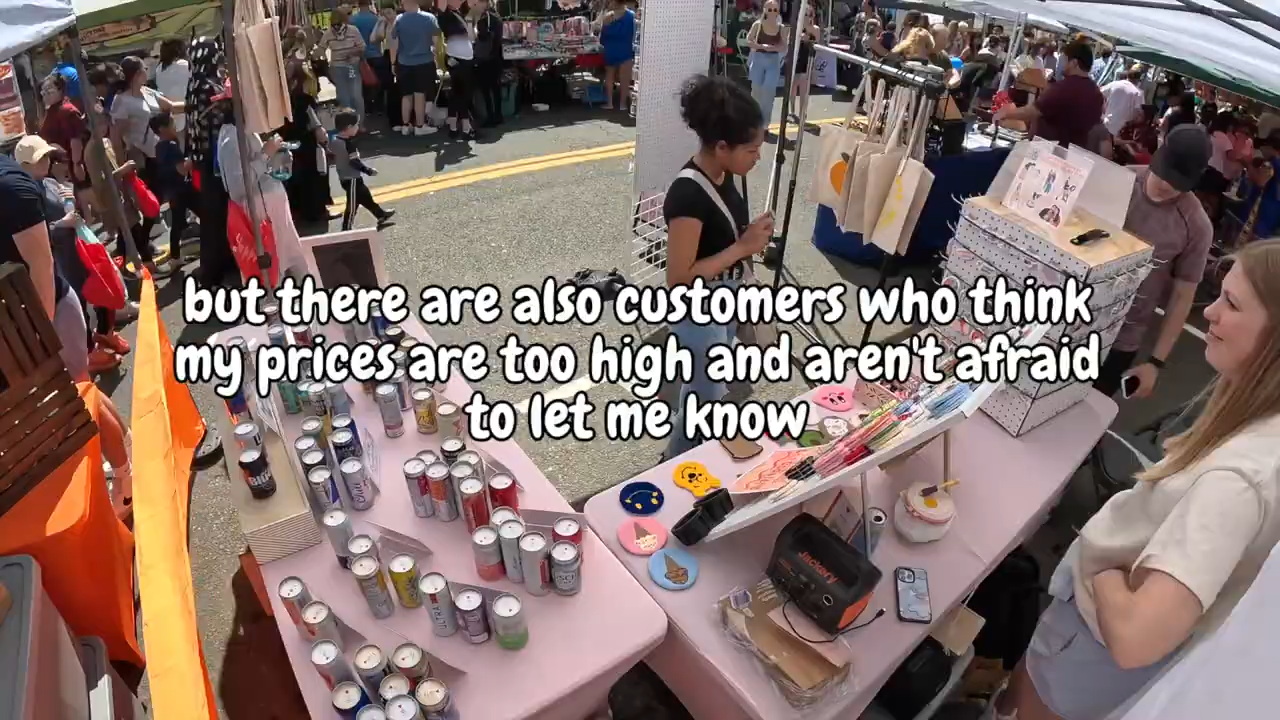 but there are also customers who think
my prices are too high and aren't afraid
to let me know
Jackery